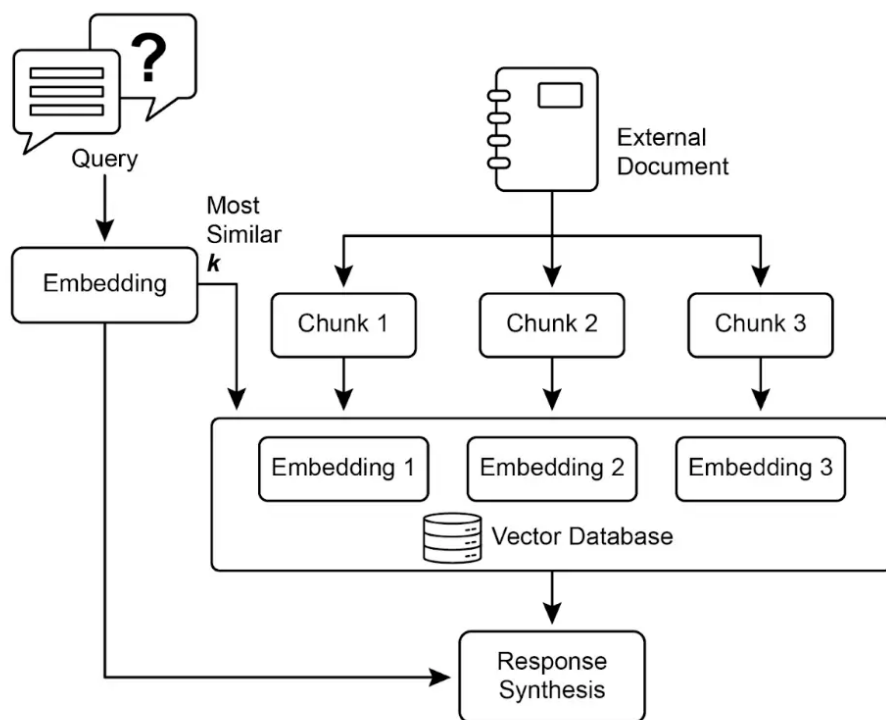 ?
Query
External
Document
Most
Similar
k
Embedding
Chunk 1
Chunk 2
Chunk 3
Embedding 1
Embedding 2
Embedding 3
Vector Database
Response
Synthesis